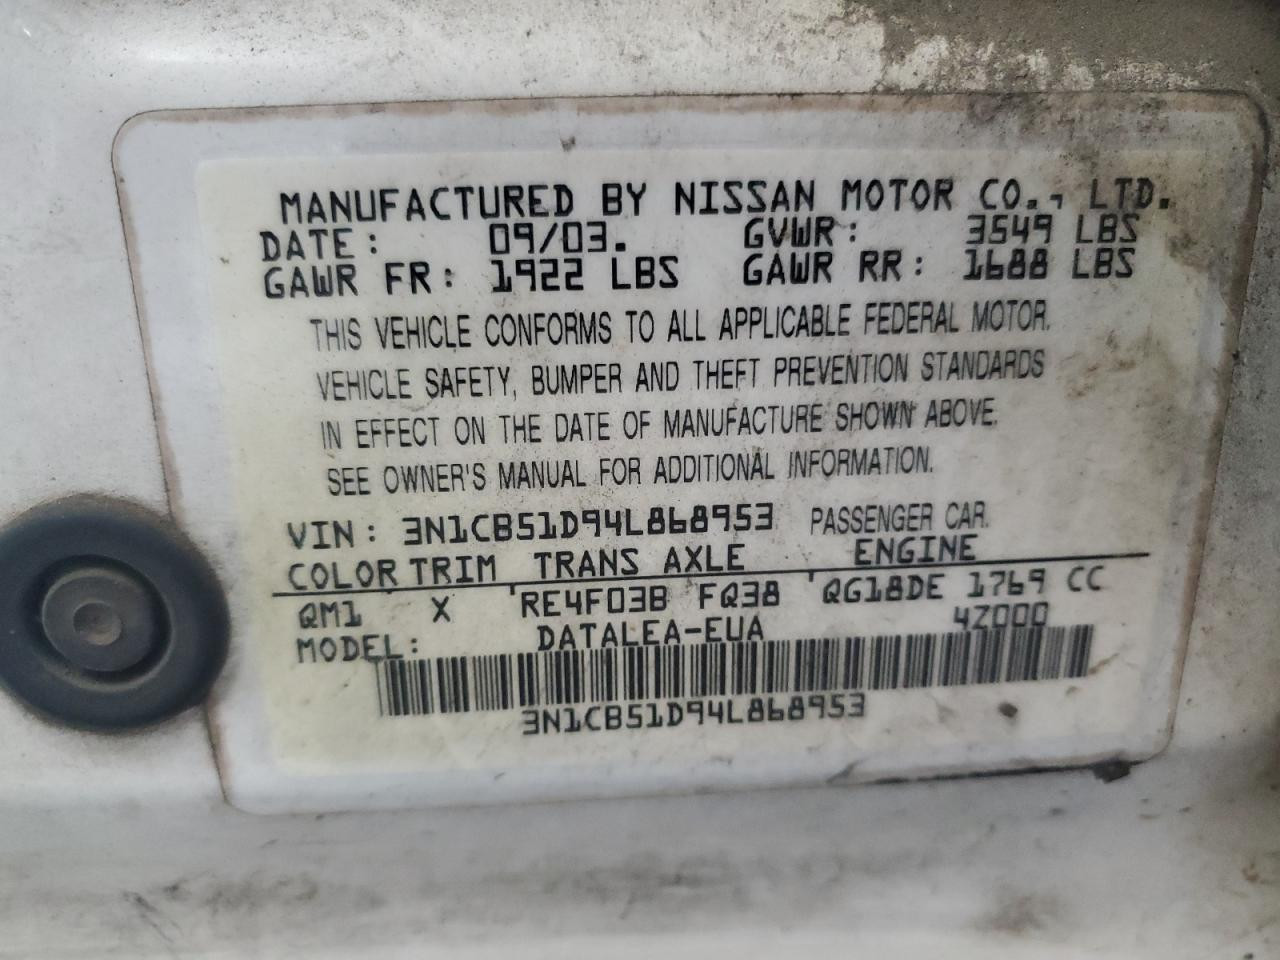 MANUFACTURED BY NISSAN MOTOR CO., LTD.
DATE: 09/03. GVWR: 3549 LBS
GAWR FR: 1922 LBS GAWR RR: 1688 LBS
THIS VEHICLE CONFORMS TO ALL APPLICABLE FEDERAL MOTOR
VEHICLE SAFETY, BUMPER AND THEFT PREVENTION STANDARDS
IN EFFECT ON THE DATE OF MANUFACTURE SHOWN ABOVE.
SEE OWNER'S MANUAL FOR ADDITIONAL INFORMATION.
VIN: 3N1CB51D94L868953 PASSENGER CAR.
COLOR TRIM TRANS AXLE ENGINE
QM1 X RE4F03B FQ38 QG18DE 1769 CC
MODEL: DATALEA-EUA 4Z000
3N1CB51D94L868953